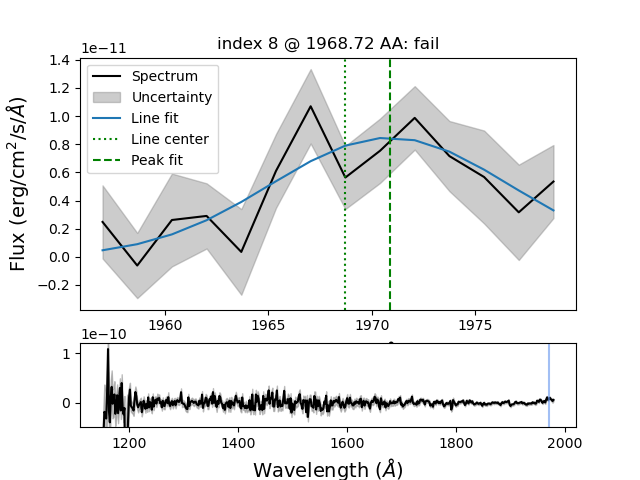 index 8 @ 1968.72 AA: fail
1e−11
Spectrum
Uncertainty
Line fit
Line center
Peak fit
1.4
1.2
1.0
0.8
0.6
0.4
0.2
0.0
−0.2
Flux (erg/cm²/s/Å)
1960
1965
1970
1975
1e−10
1
0
1200
1400
1600
1800
2000
Wavelength (Å)